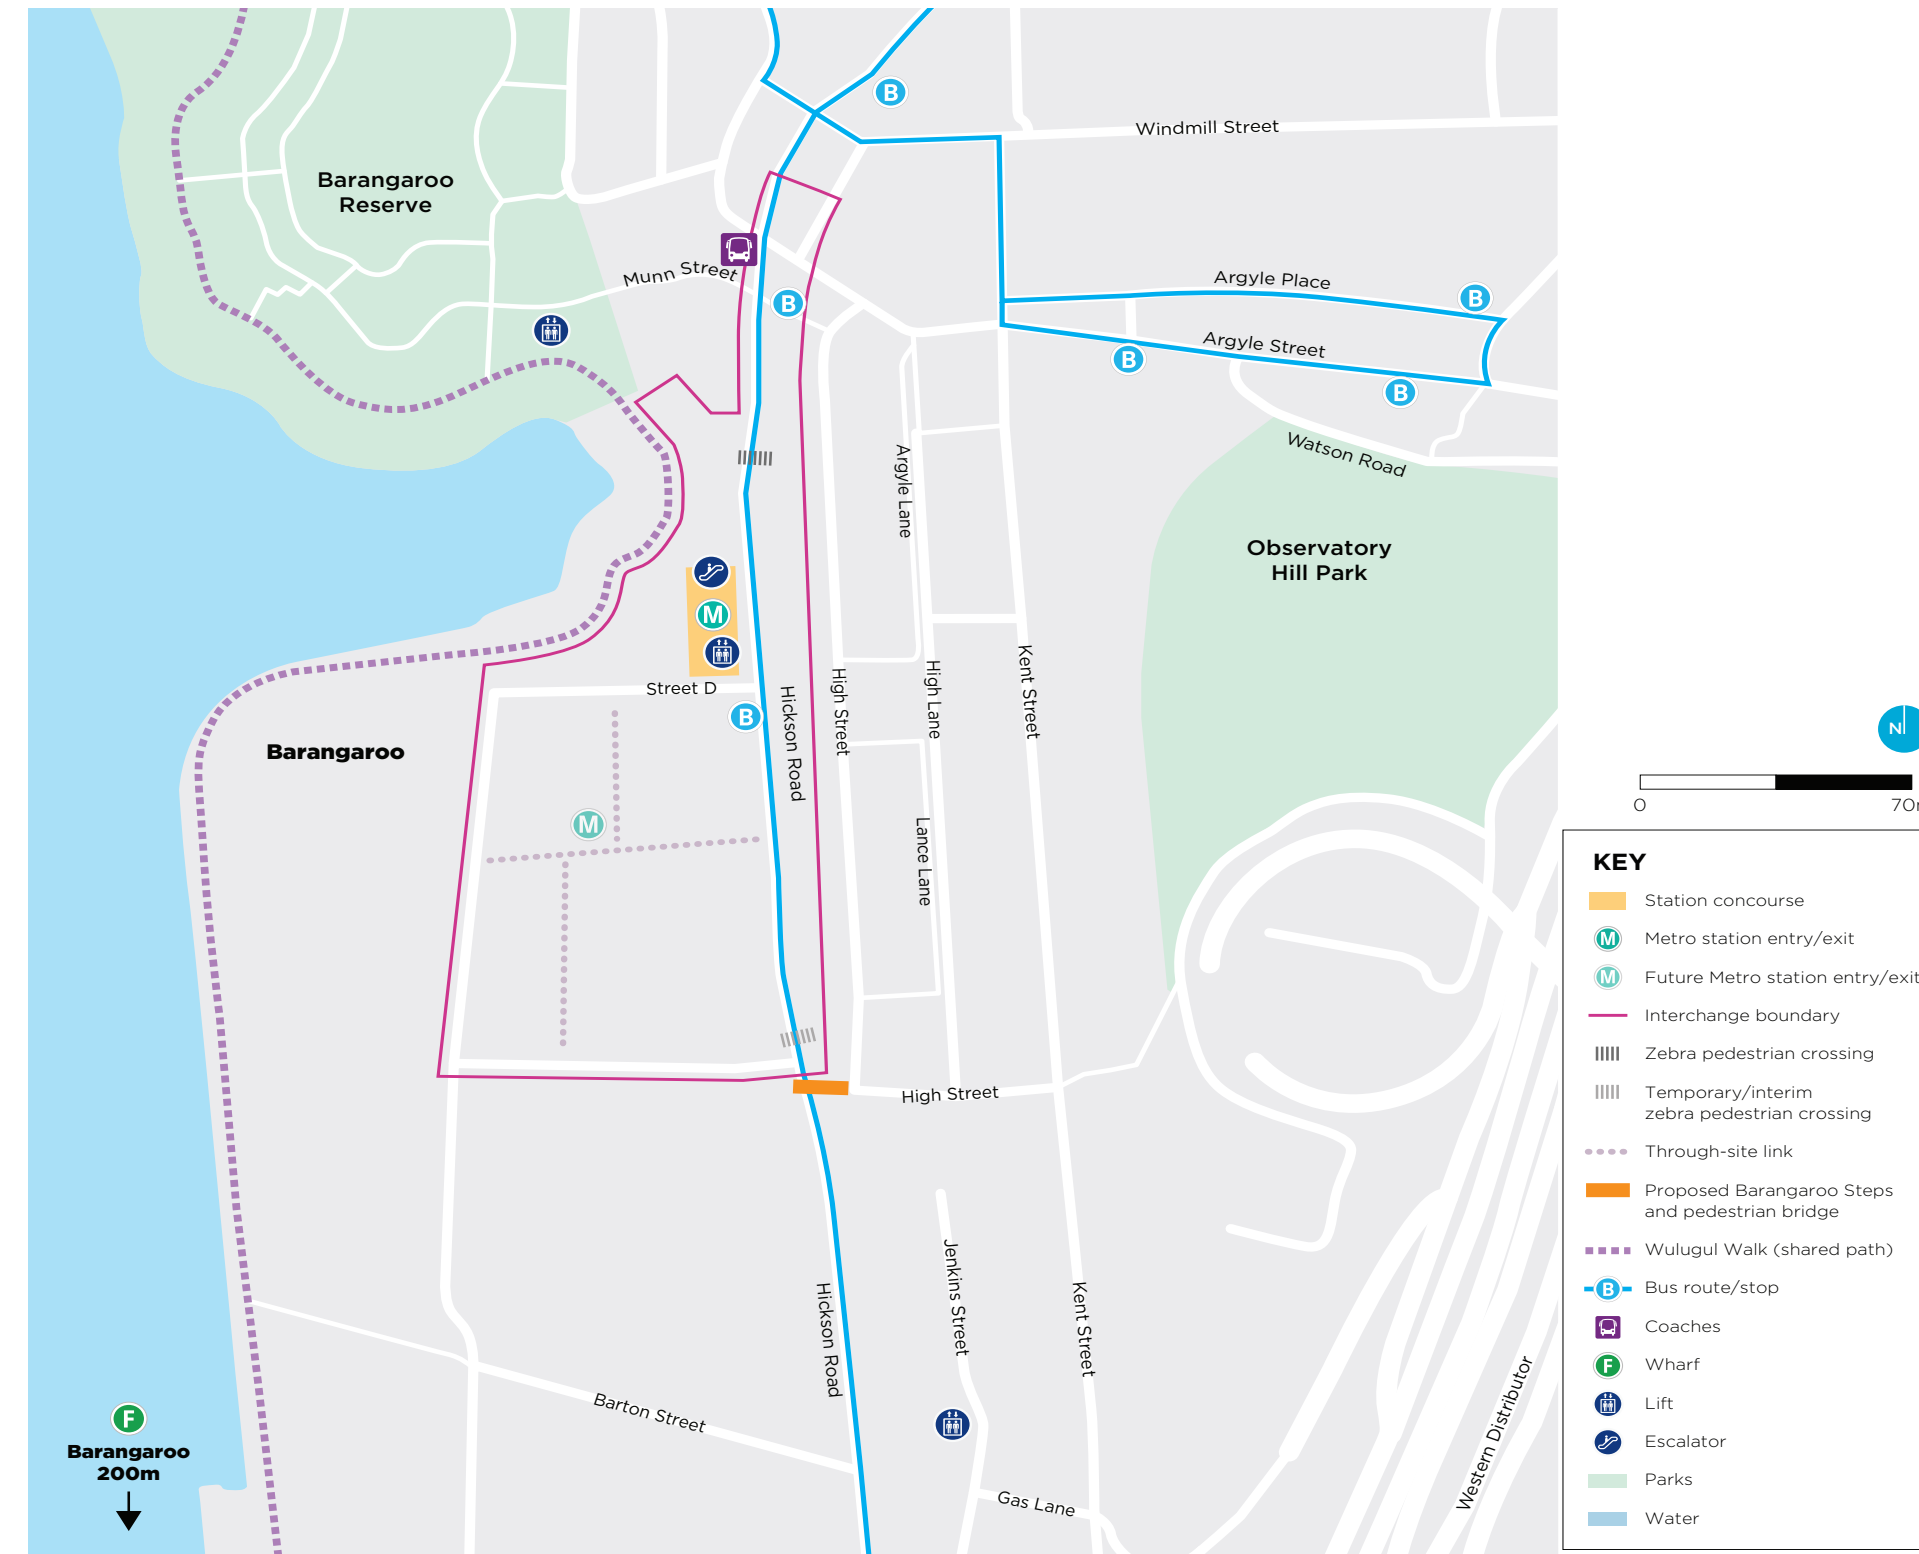 B
Windmill Street
Barangaroo
Reserve
Munn Street
B
Argyle Place
B
Argyle Street
B
B
Watson Road
Argyle Lane
Observatory
Hill Park
M
Street D
B
Hickson Road
High Street
High Lane
Kent Street
Barangaroo
M
Lance Lane
High Street
Hickson Road
Jenkins Street
Kent Street
Barton Street
Gas Lane
Western Distributor
F
Barangaroo
200m
N
0
KEY
Station concourse
M
Metro station entry/exit
M
Future Metro station entry/exit
Interchange boundary
Zebra pedestrian crossing
Temporary/interim
zebra pedestrian crossing
Through-site link
Proposed Barangaroo Steps
and pedestrian bridge
Wulugul Walk (shared path)
B
Bus route/stop
Coaches
F
Wharf
Lift
Escalator
Parks
Water